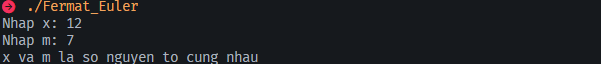 ./Fermat_Euler
Nhap x: 12
Nhap m: 7
x va m la so nguyen to cung nhau